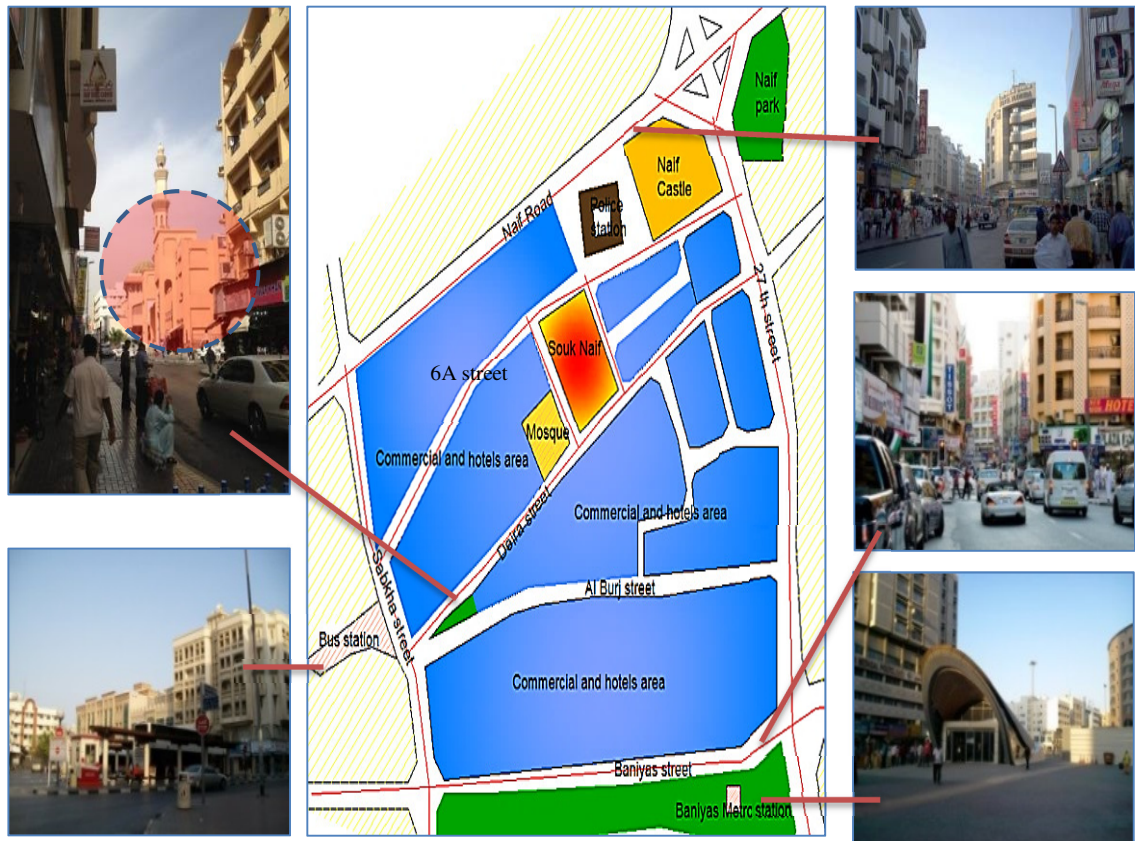 Naif
park
Naif
Castle
Police
station
Naif Road
27 th street
Souk Naif
6A street
Mosque
Commercial and hotels area
Deira street
Commercial and hotels area
Sabkha street
Al Burj street
Bus station
Commercial and hotels area
Baniyas street
Baniyas Metro station
TISSOT
HOTEL